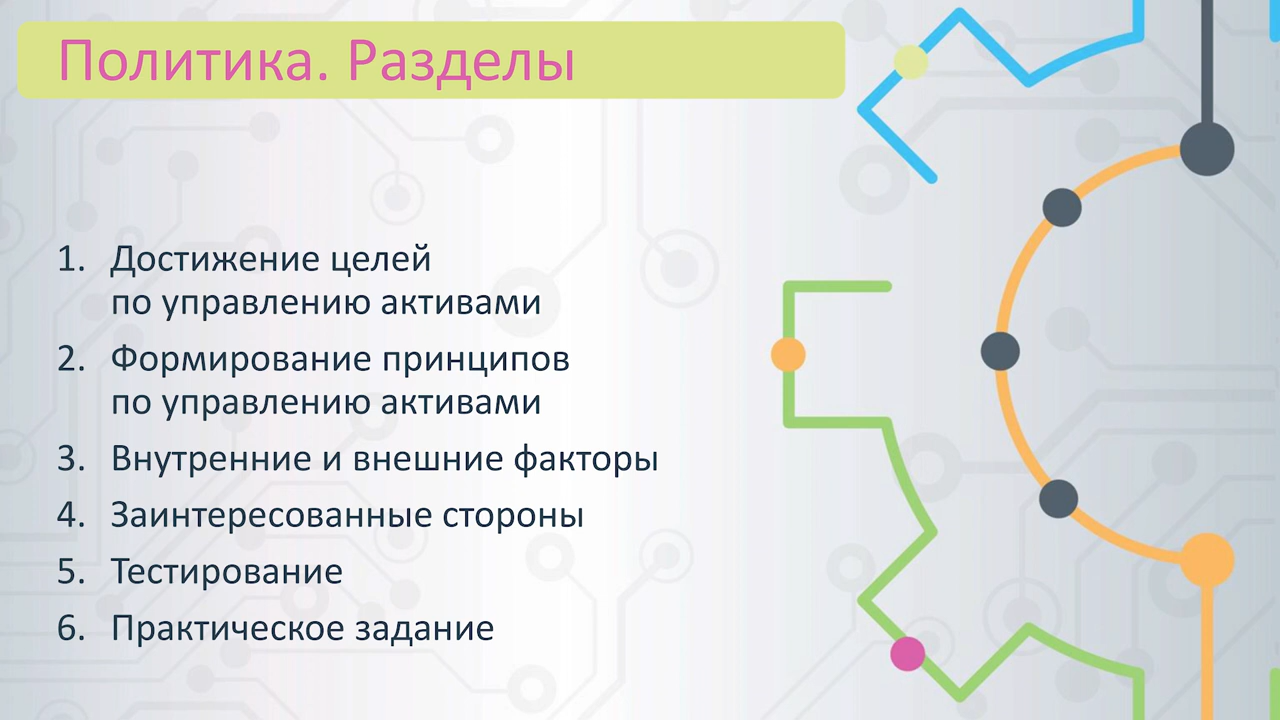 Политика. Разделы
1. Достижение целей
по управлению активами
2. Формирование принципов
по управлению активами
3. Внутренние и внешние факторы
4. Заинтересованные стороны
5. Тестирование
6. Практическое задание